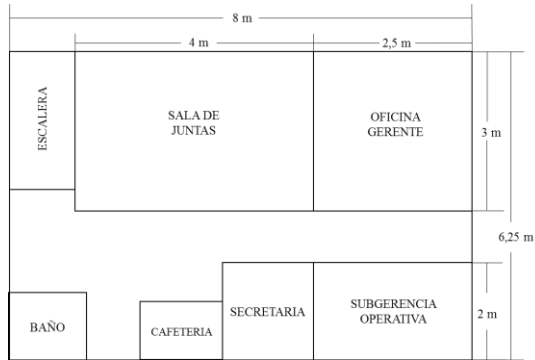 8 m
4 m
2,5 m
ESCALERA
SALA DE
JUNTAS
OFICINA
GERENTE
3 m
6,25 m
BAÑO
CAFETERIA
SECRETARIA
SUBGERENCIA
OPERATIVA
2 m